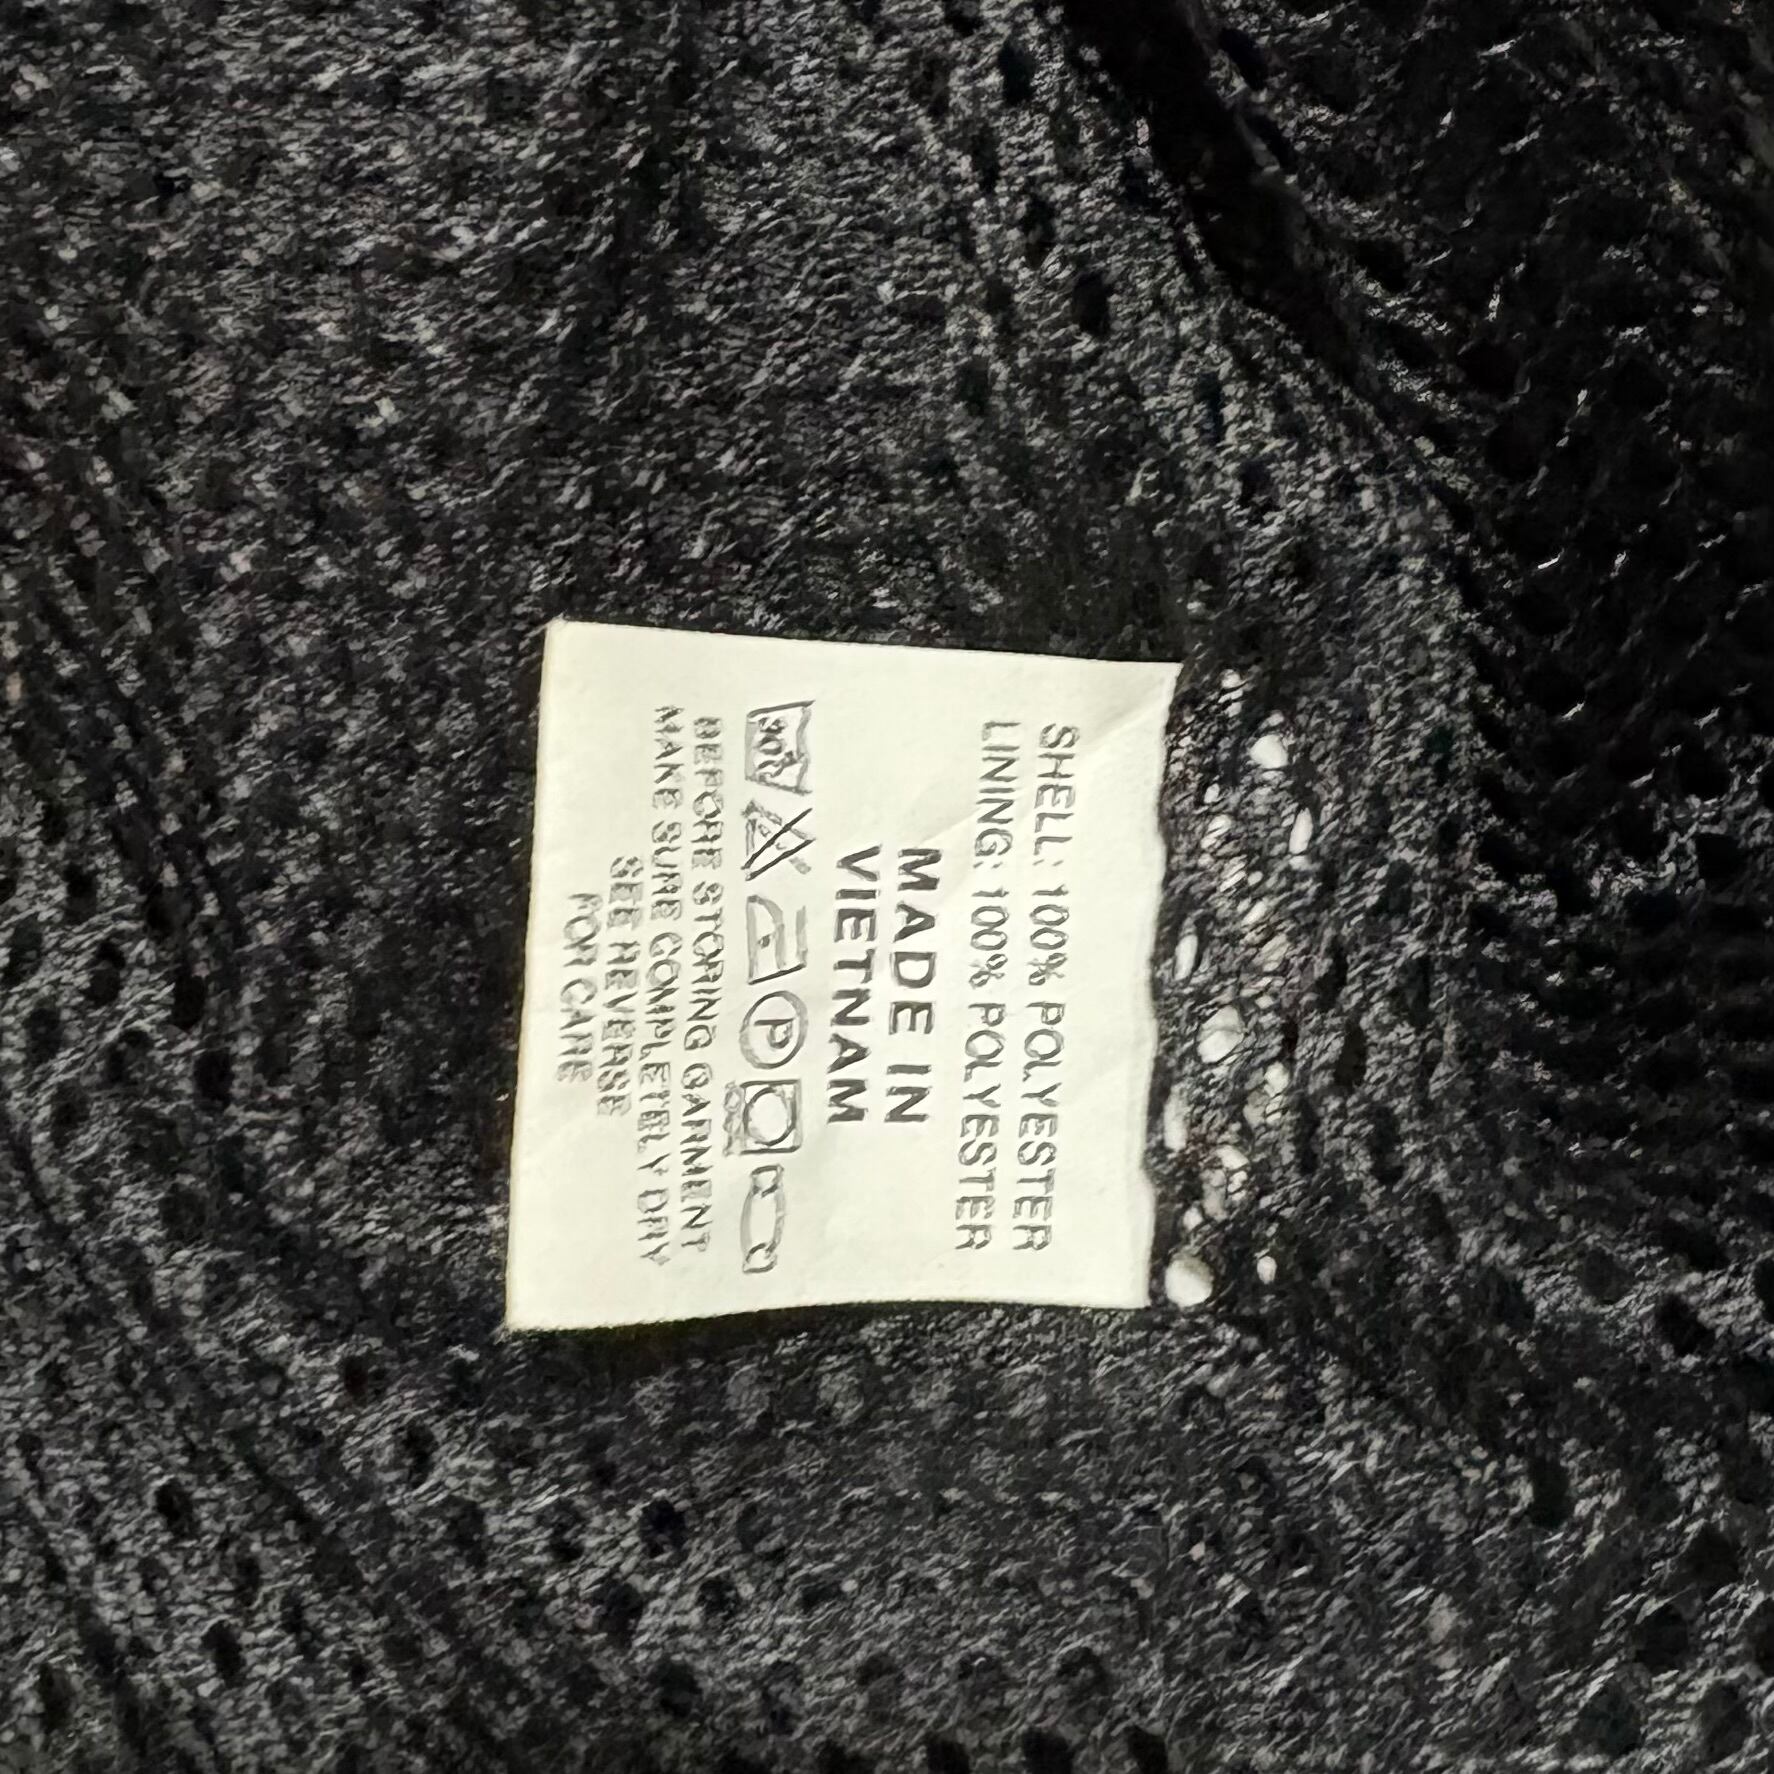 SHELL: 100% POLYESTER
LINING: 100% POLYESTER
MADE IN
VIETNAM
P
BEFORE STORING GARMENT
MAKE SURE COMPLETELY DRY
SEE REVERSE
FOR CARE